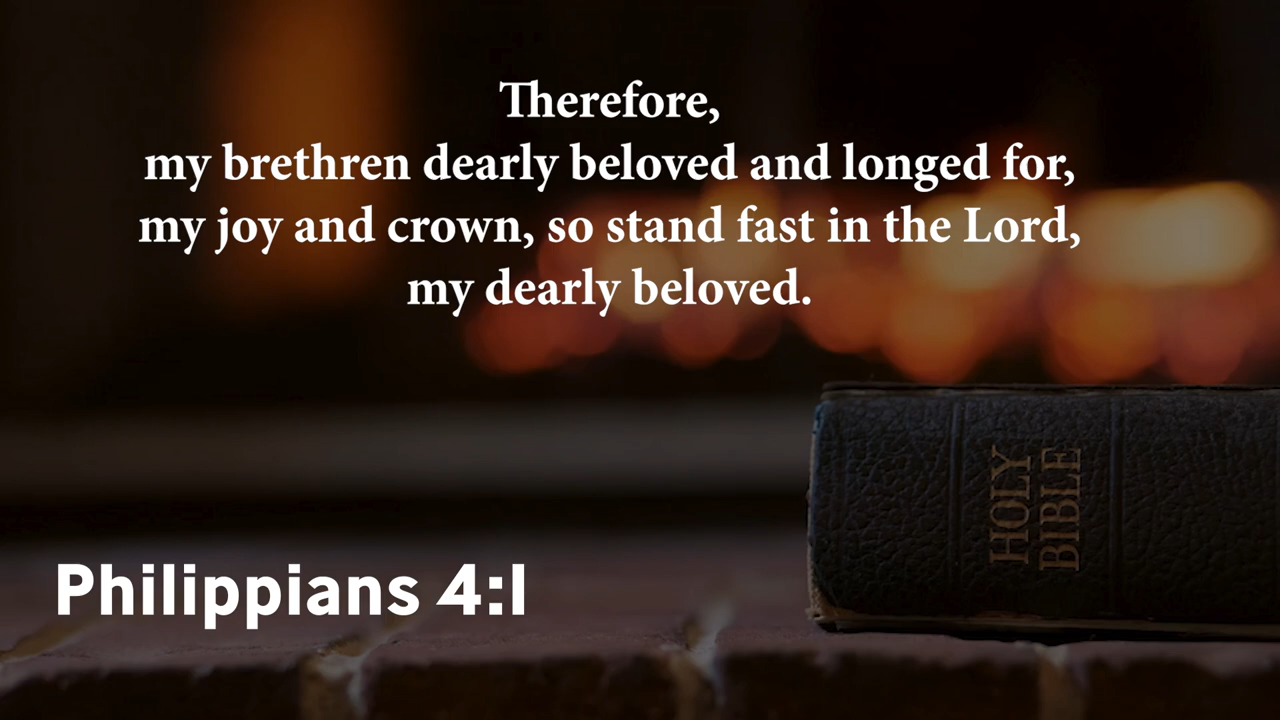 Therefore,
my brethren dearly beloved and longed for,
my joy and crown, so stand fast in the Lord,
my dearly beloved.
HOLY
BIBLE
Philippians 4:1